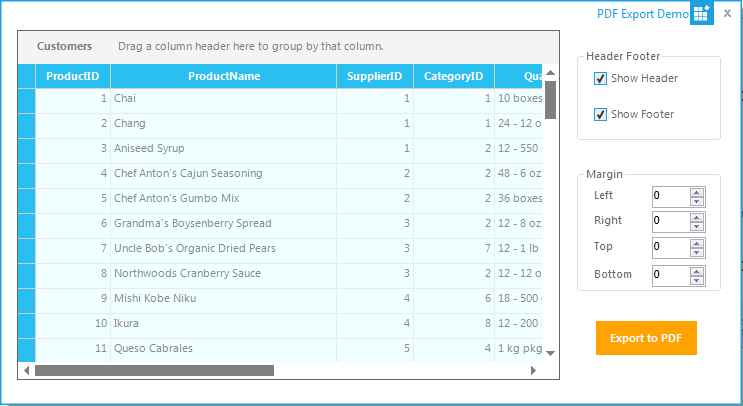 PDF Export Demo
Customers Drag a column header here to group by that column.
ProductID ProductName SupplierID CategoryID Qua
1 Chai 1 1 10 boxes
2 Chang 1 1 24 - 12 o
3 Aniseed Syrup 1 2 12 - 550
4 Chef Anton's Cajun Seasoning 2 2 48 - 6 oz
5 Chef Anton's Gumbo Mix 2 2 36 boxes
6 Grandma's Boysenberry Spread 3 2 12 - 8 oz
7 Uncle Bob's Organic Dried Pears 3 7 12 - 1 lb
8 Northwoods Cranberry Sauce 3 2 12 - 12 o
9 Mishi Kobe Niku 4 6 18 - 500
10 Ikura 4 8 12 - 200
11 Queso Cabrales 5 4 1 kg pkg
Header Footer
Show Header
Show Footer
Margin
Left 0
Right 0
Top 0
Bottom 0
Export to PDF